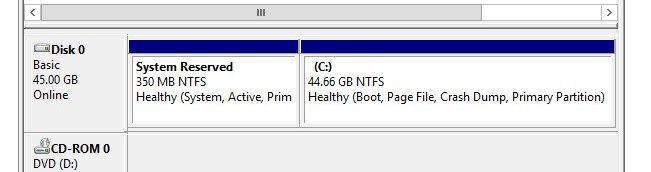 Disk 0
Basic
45.00 GB
Online
System Reserved
350 MB NTFS
Healthy (System, Active, Prim
(C:)
44.66 GB NTFS
Healthy (Boot, Page File, Crash Dump, Primary Partition)
CD-ROM 0
DVD (D:)